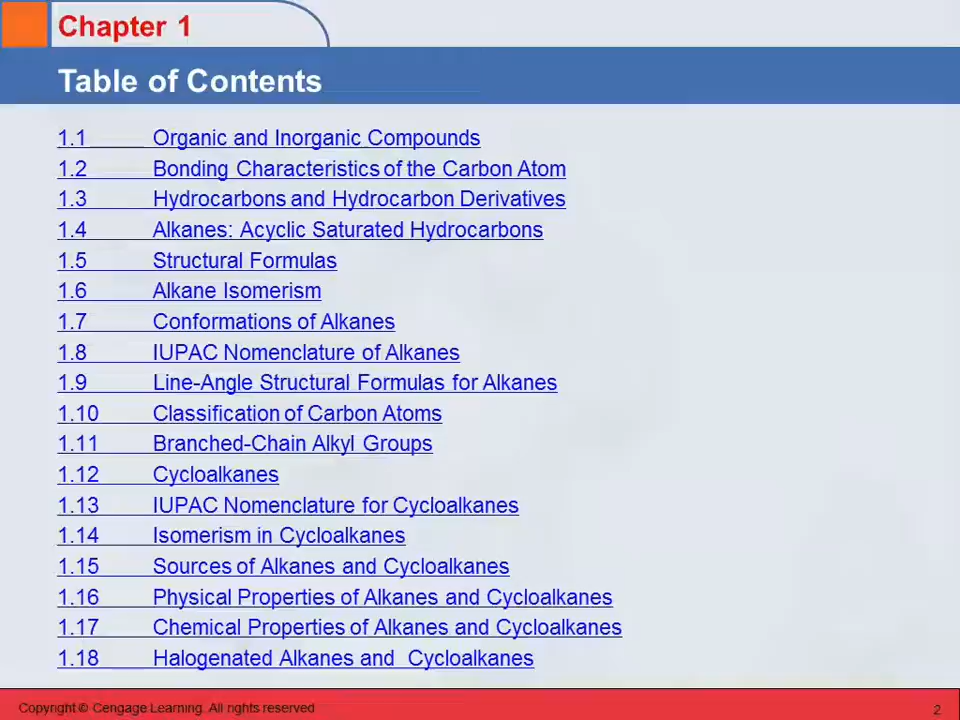 Chapter 1
Table of Contents
1.1 Organic and Inorganic Compounds
1.2 Bonding Characteristics of the Carbon Atom
1.3 Hydrocarbons and Hydrocarbon Derivatives
1.4 Alkanes: Acyclic Saturated Hydrocarbons
1.5 Structural Formulas
1.6 Alkane Isomerism
1.7 Conformations of Alkanes
1.8 IUPAC Nomenclature of Alkanes
1.9 Line-Angle Structural Formulas for Alkanes
1.10 Classification of Carbon Atoms
1.11 Branched-Chain Alkyl Groups
1.12 Cycloalkanes
1.13 IUPAC Nomenclature for Cycloalkanes
1.14 Isomerism in Cycloalkanes
1.15 Sources of Alkanes and Cycloalkanes
1.16 Physical Properties of Alkanes and Cycloalkanes
1.17 Chemical Properties of Alkanes and Cycloalkanes
1.18 Halogenated Alkanes and Cycloalkanes
Copyright © Cengage Learning. All rights reserved 2